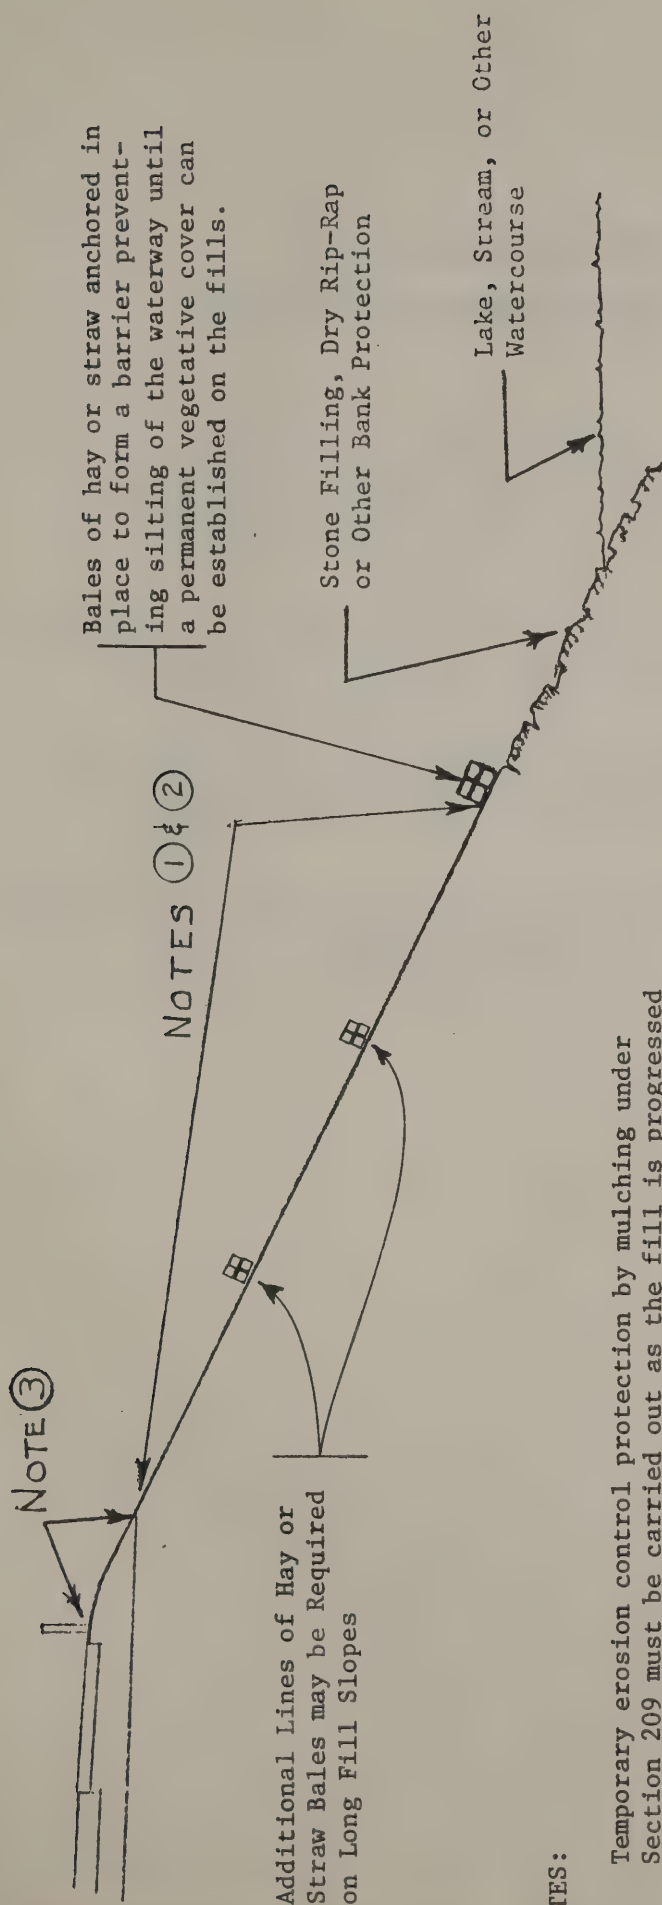 NOTE ③
NOTES ① & ②
Bales of hay or straw anchored in
place to form a barrier prevent-
ing silting of the waterway until
a permanent vegetative cover can
be established on the fills.
Stone Filling, Dry Rip-Rap
or Other Bank Protection
Lake, Stream, or Other
Watercourse
Additional Lines of Hay or
Straw Bales may be Required
on Long Fill Slopes
TES:
Temporary erosion control protection by mulching under
Section 209 must be carried out as the fill is progressed